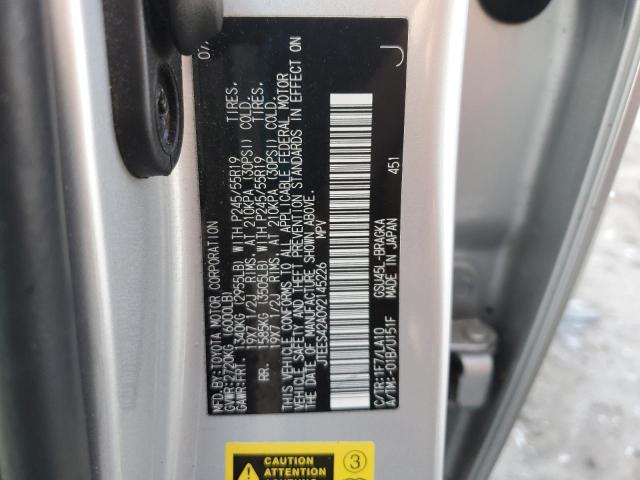 MFD.BY:TOYOTA MOTOR CORPORATION 07/
GVWR:2720KG (6000LB)
GAWR:FRT. 1340KG (2955LB) WITH P245/55R19 TIRES,
19X7 1/2J RIMS, AT 210KPA (30PSI) COLD.
RR. 1585KG (3505LB) WITH P245/55R19 TIRES,
19X7 1/2J RIMS, AT 210KPA (30PSI) COLD.
THIS VEHICLE CONFORMS TO ALL APPLICABLE FEDERAL MOTOR
VEHICLE SAFETY AND THEFT PREVENTION STANDARDS IN EFFECT ON
THE DATE OF MANUFACTURE SHOWN ABOVE.
JTEES42A092145226 MPV
C/TR:1F7/LA10 GSU45L-BRAGKA 451
A/TM:-01B/U151F MADE IN JAPAN
J
CAUTION
ATTENTION
3